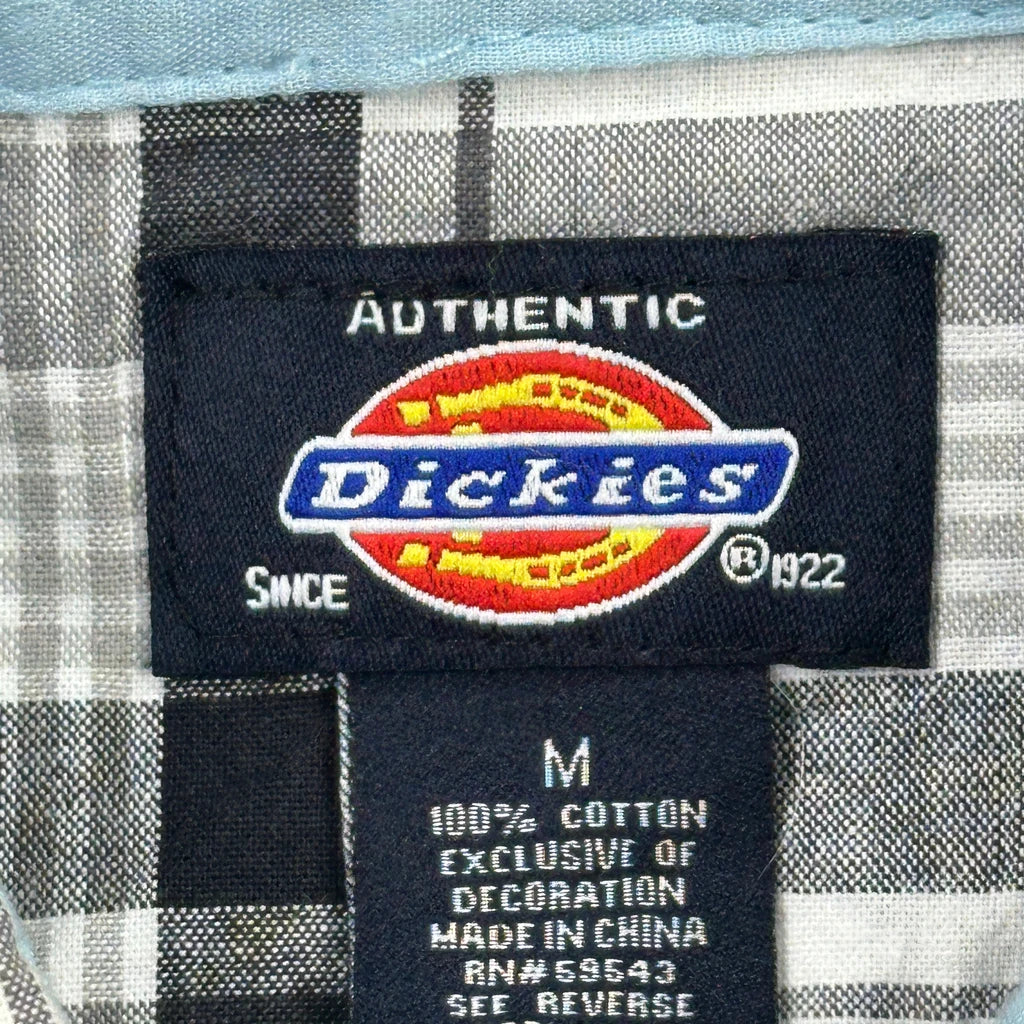 AUTHENTIC
Dickies
SINCE ® 1922
M
100% COTTON
EXCLUSIVE OF
DECORATION
MADE IN CHINA
RN#59543
SEE REVERSE